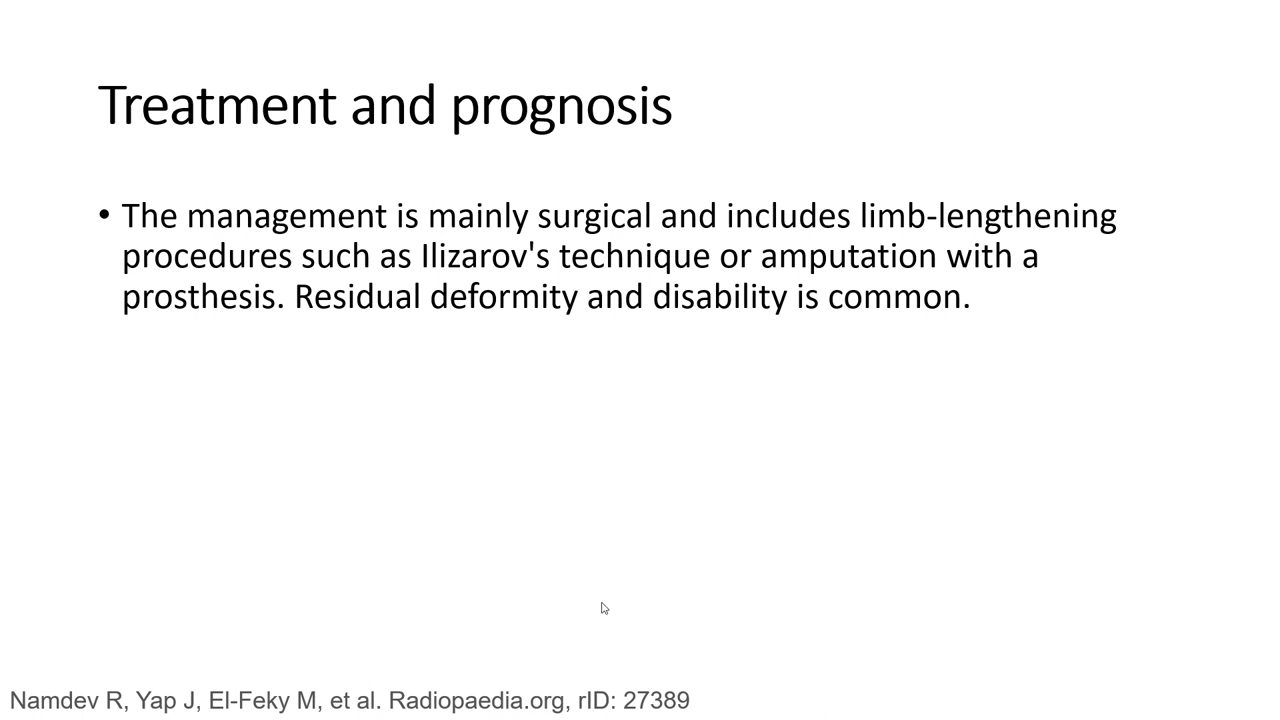 Treatment and prognosis
• The management is mainly surgical and includes limb-lengthening
procedures such as Ilizarov's technique or amputation with a
prosthesis. Residual deformity and disability is common.
Namdev R, Yap J, El-Feky M, et al. Radiopaedia.org, rID: 27389